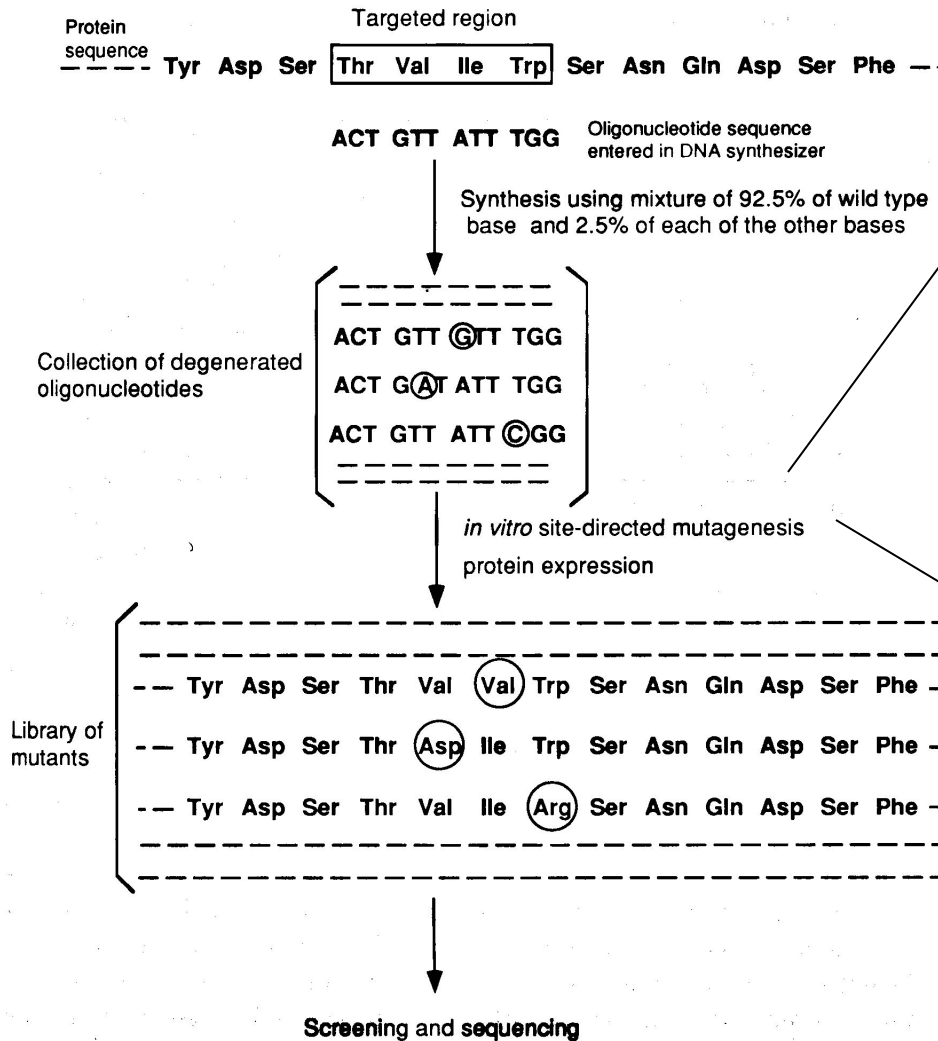 Targeted region
Protein
sequence
Tyr Asp Ser Thr Val Ile Trp Ser Asn Gln Asp Ser Phe
ACT GTT ATT TGG
Oligonucleotide sequence
entered in DNA synthesizer
Synthesis using mixture of 92.5% of wild type
base and 2.5% of each of the other bases
Collection of degenerated
oligonucleotides
ACT GTT GTT TGG
ACT GAT ATT TGG
ACT GTT ATT CGG
in vitro site-directed mutagenesis
protein expression
Library of
mutants
Tyr Asp Ser Thr Val Val Trp Ser Asn Gln Asp Ser Phe
Tyr Asp Ser Thr Asp Ile Trp Ser Asn Gln Asp Ser Phe
Tyr Asp Ser Thr Val Ile Arg Ser Asn Gln Asp Ser Phe
Screening and sequencing